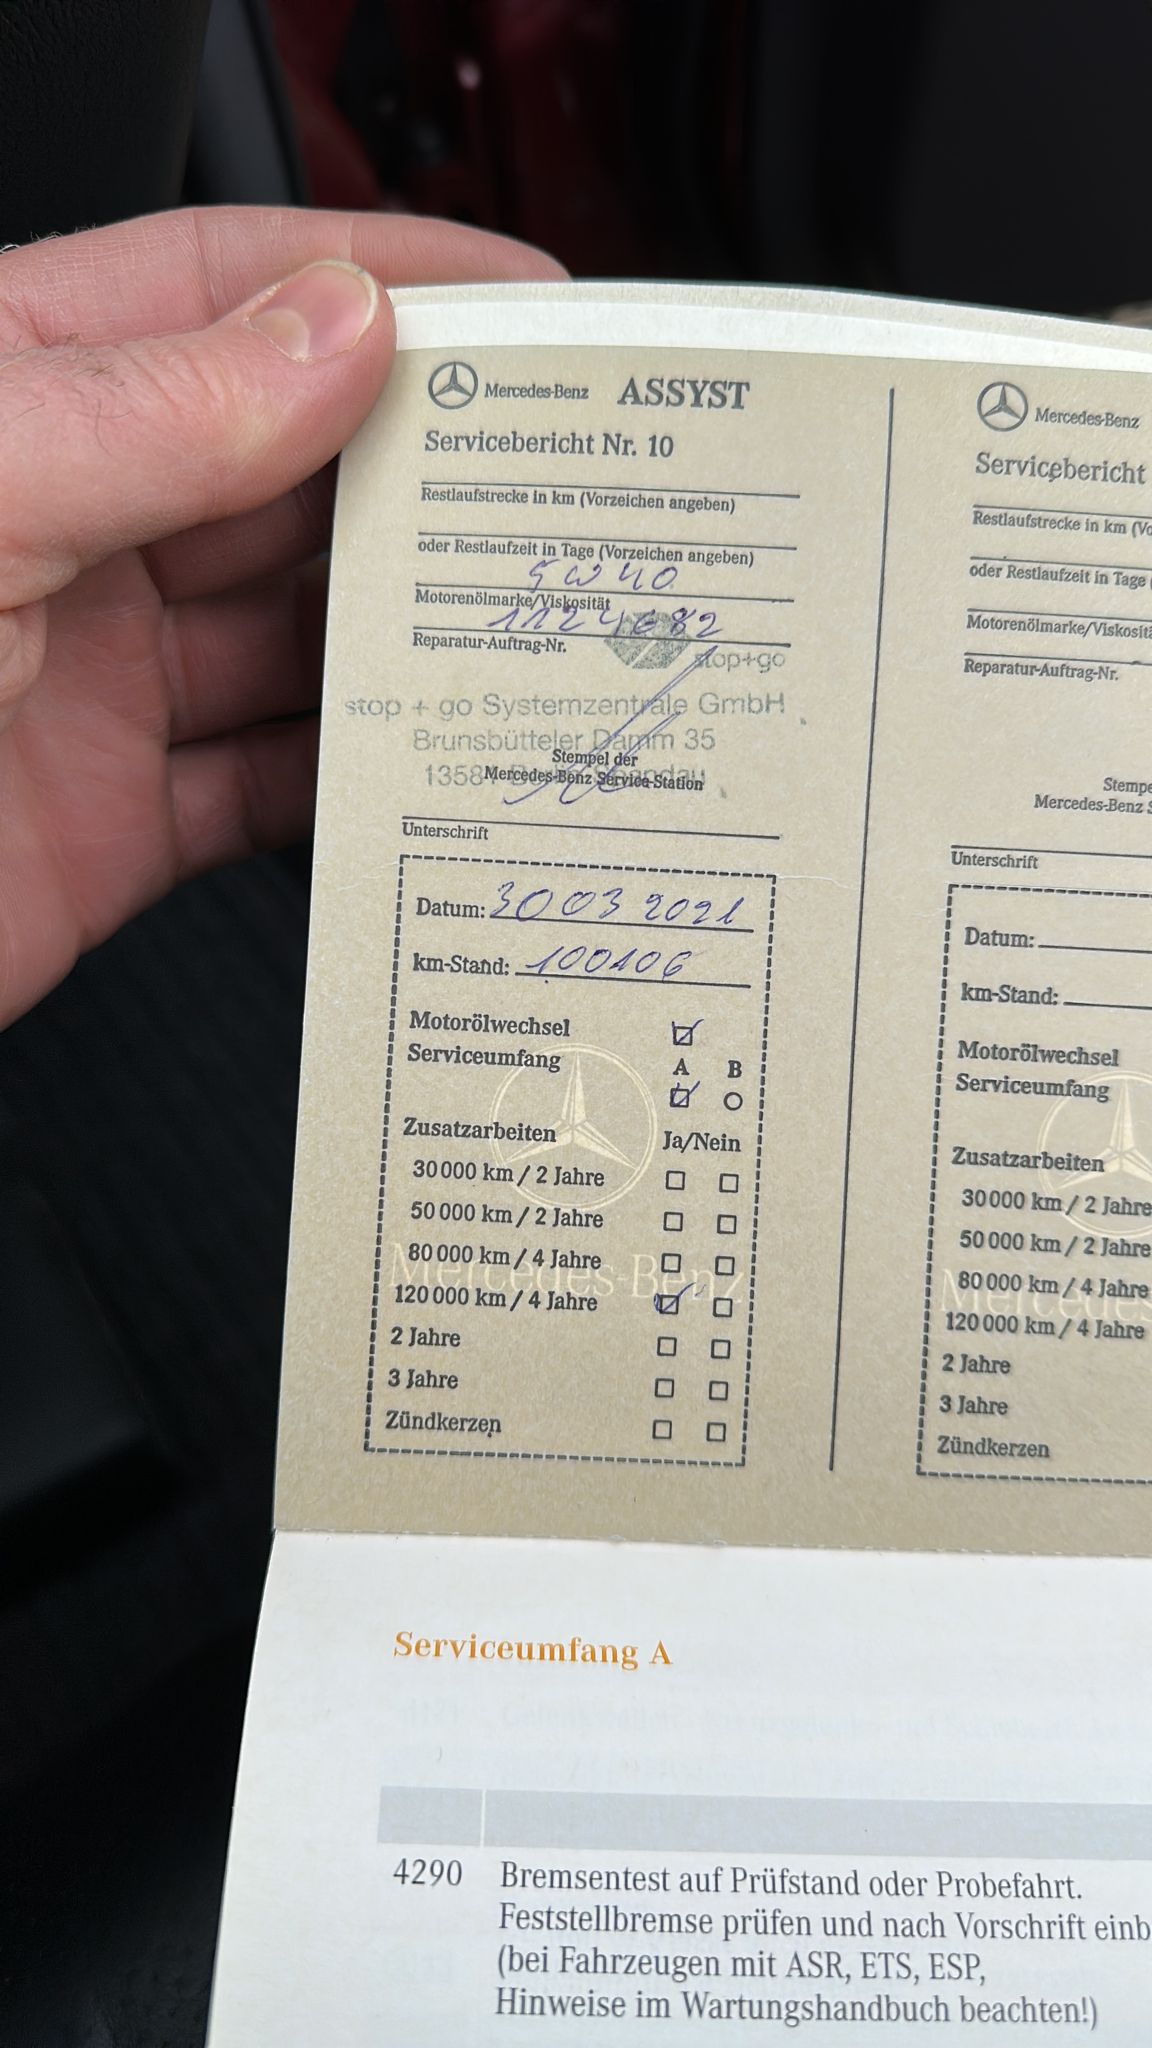 Mercedes-Benz ASSYST
Servicebericht Nr. 10
Restlaufstrecke in km (Vorzeichen angeben)
oder Restlaufzeit in Tage (Vorzeichen angeben)
5W40
Motorenölmarke/Viskosität
1124682
Reparatur-Auftrag-Nr.
stop+go
stop + go Systemzentrale GmbH
Brunsbütteler Damm 35
Stempel der
13581 Berlin Spandau
Mercedes-Benz Service-Station
Unterschrift
Datum: 30 03 2021
km-Stand: 100106
Motorölwechsel
Serviceumfang A B
Zusatzarbeiten Ja/Nein
30 000 km / 2 Jahre
50 000 km / 2 Jahre
80 000 km / 4 Jahre
120 000 km / 4 Jahre
2 Jahre
3 Jahre
Zündkerzen
Mercedes-Benz
Mercedes-Benz
Servicebericht
Restlaufstrecke in km
oder Restlaufzeit in Tage
Reparatur-Auftrag-Nr.
Mercedes-Benz
Unterschrift
Datum:
km-Stand:
Motorölwechsel
Serviceumfang
Zusatzarbeiten
30 000 km / 2 Jahre
50 000 km / 2 Jahre
80 000 km / 4 Jahre
120 000 km / 4 Jahre
2 Jahre
3 Jahre
Zündkerzen
Serviceumfang A
4290 Bremsentest auf Prüfstand oder Probefahrt.
Feststellbremse prüfen und nach Vorschrift einb
(bei Fahrzeugen mit ASR, ETS, ESP,
Hinweise im Wartungshandbuch beachten!)